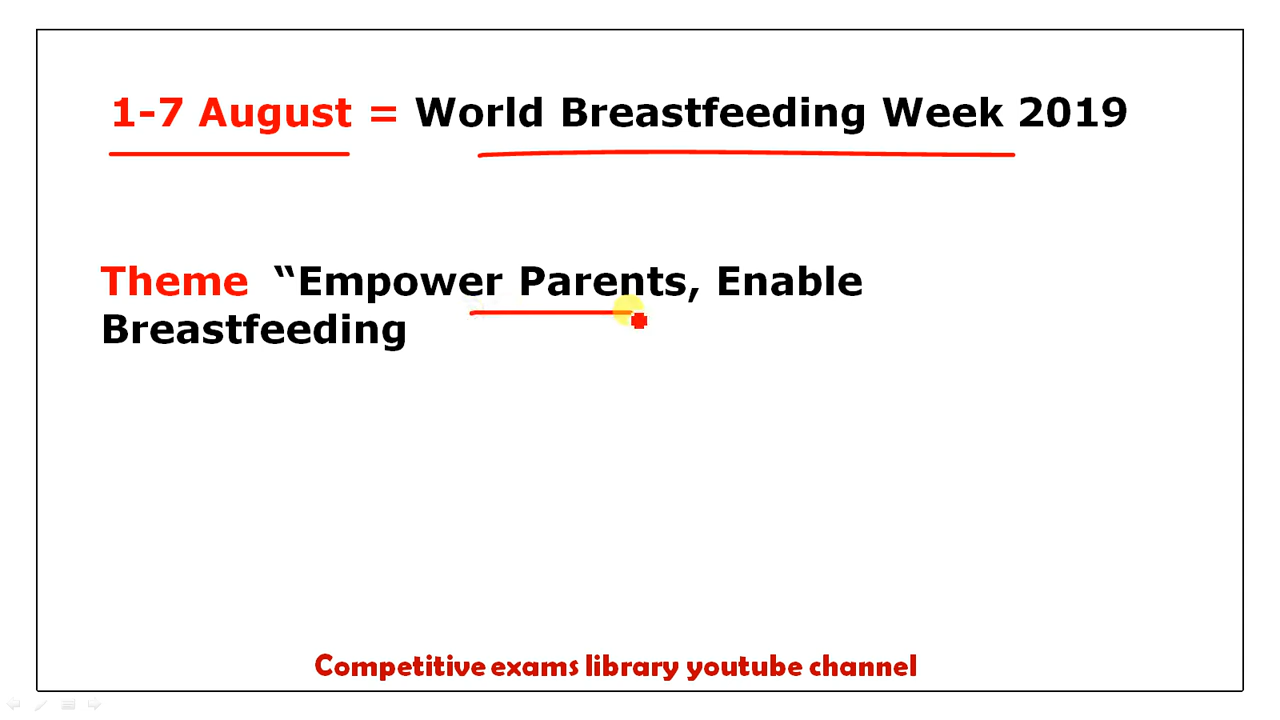 1-7 August = World Breastfeeding Week 2019
Theme “Empower Parents, Enable
Breastfeeding
Competitive exams library youtube channel